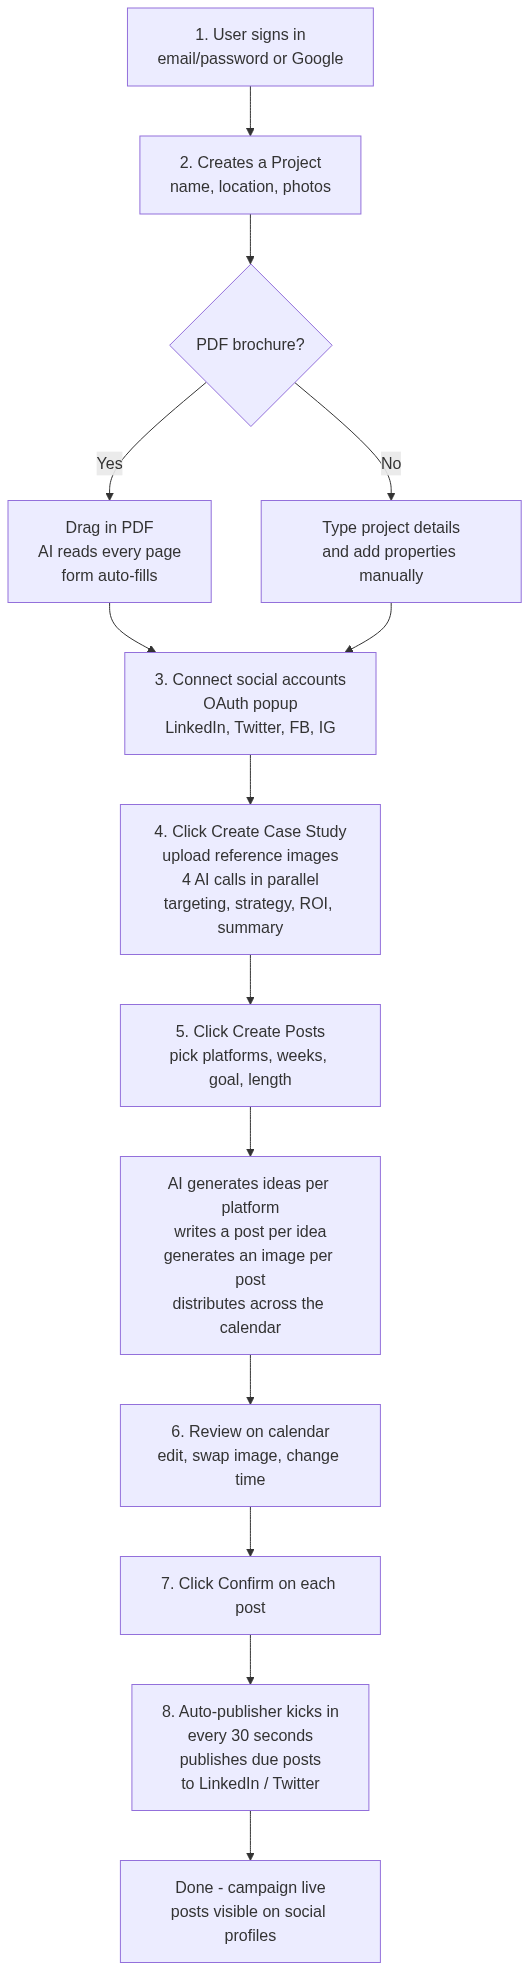 1. User signs in
email/password or Google
2. Creates a Project
name, location, photos
PDF brochure?
Yes
No
Drag in PDF
AI reads every page
form auto-fills
Type project details
and add properties
manually
3. Connect social accounts
OAuth popup
LinkedIn, Twitter, FB, IG
4. Click Create Case Study
upload reference images
4 AI calls in parallel
targeting, strategy, ROI,
summary
5. Click Create Posts
pick platforms, weeks,
goal, length
AI generates ideas per
platform
writes a post per idea
generates an image per
post
distributes across the
calendar
6. Review on calendar
edit, swap image, change
time
7. Click Confirm on each
post
8. Auto-publisher kicks in
every 30 seconds
publishes due posts
to LinkedIn / Twitter
Done - campaign live
posts visible on social
profiles